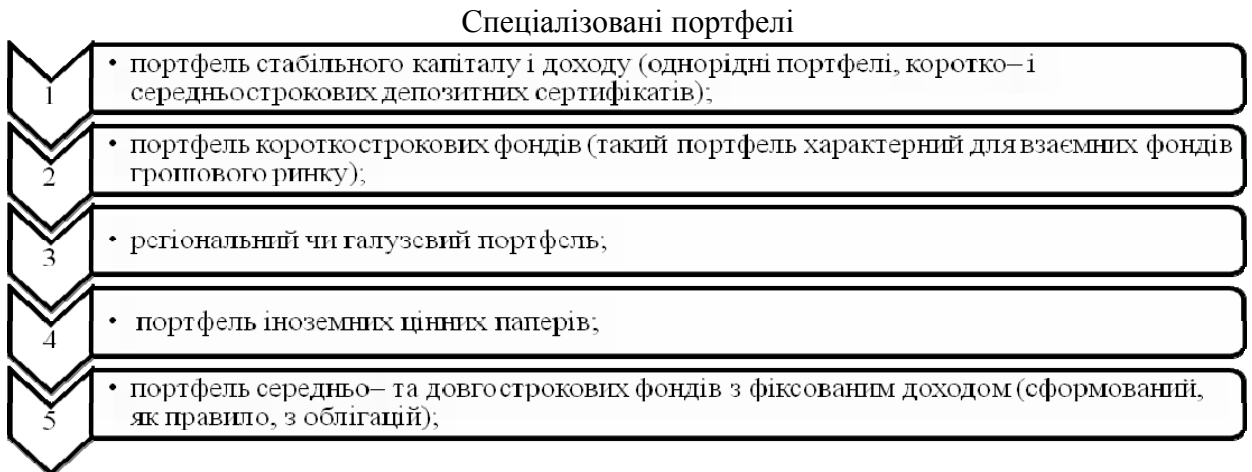 Спеціалізовані портфелі
1
• портфель стабільного капіталу і доходу (однорідні портфелі, коротко– і
середньострокових депозитних сертифікатів);
2
• портфель короткострокових фондів (такий портфель характерний для взаємних фондів
грошового ринку);
3
• регіональний чи галузевий портфель;
4
• портфель іноземних цінних паперів;
5
• портфель середньо– та довгострокових фондів з фіксованим доходом (сформований,
як правило, з облігацій);